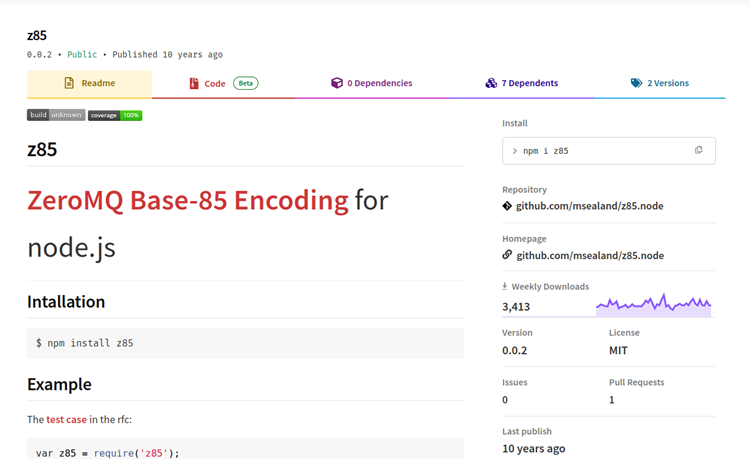 z85
0.0.2 • Public • Published 10 years ago
Readme
Code Beta
0 Dependencies
7 Dependents
2 Versions
build unknown coverage 100%
z85
ZeroMQ Base-85 Encoding for
node.js
Intallation
$ npm install z85
Example
The test case in the rfc:
var z85 = require('z85');
Install
> npm i z85
Repository
github.com/msealand/z85.node
Homepage
github.com/msealand/z85.node
Weekly Downloads
3,413
Version License
0.0.2 MIT
Issues Pull Requests
0 1
Last publish
10 years ago